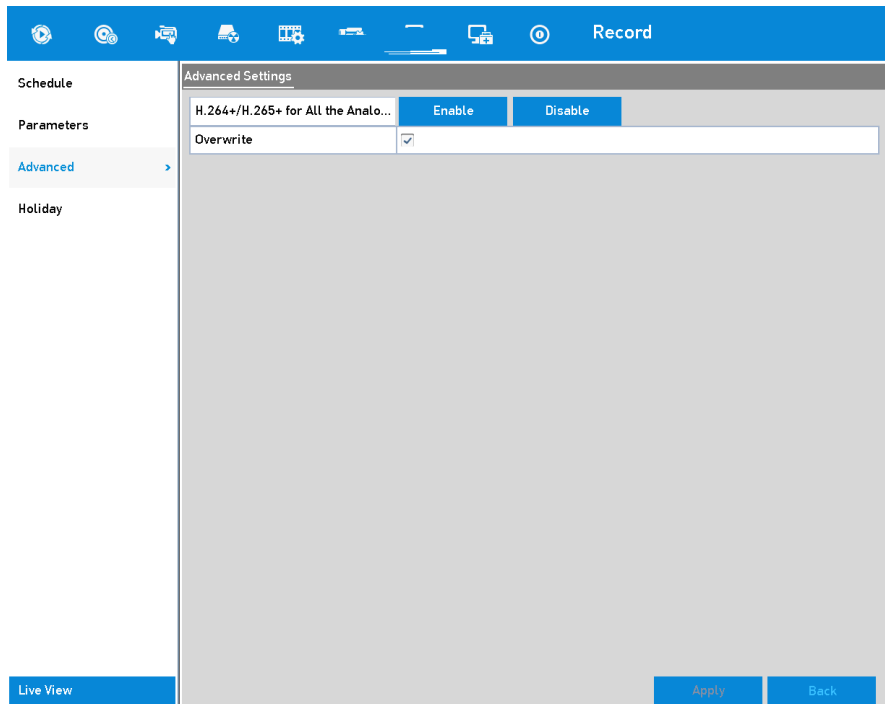 Record
Schedule
Parameters
Advanced
Holiday
Live View
Advanced Settings
H.264+/H.265+ for All the Analo... Enable Disable
Overwrite
Apply Back